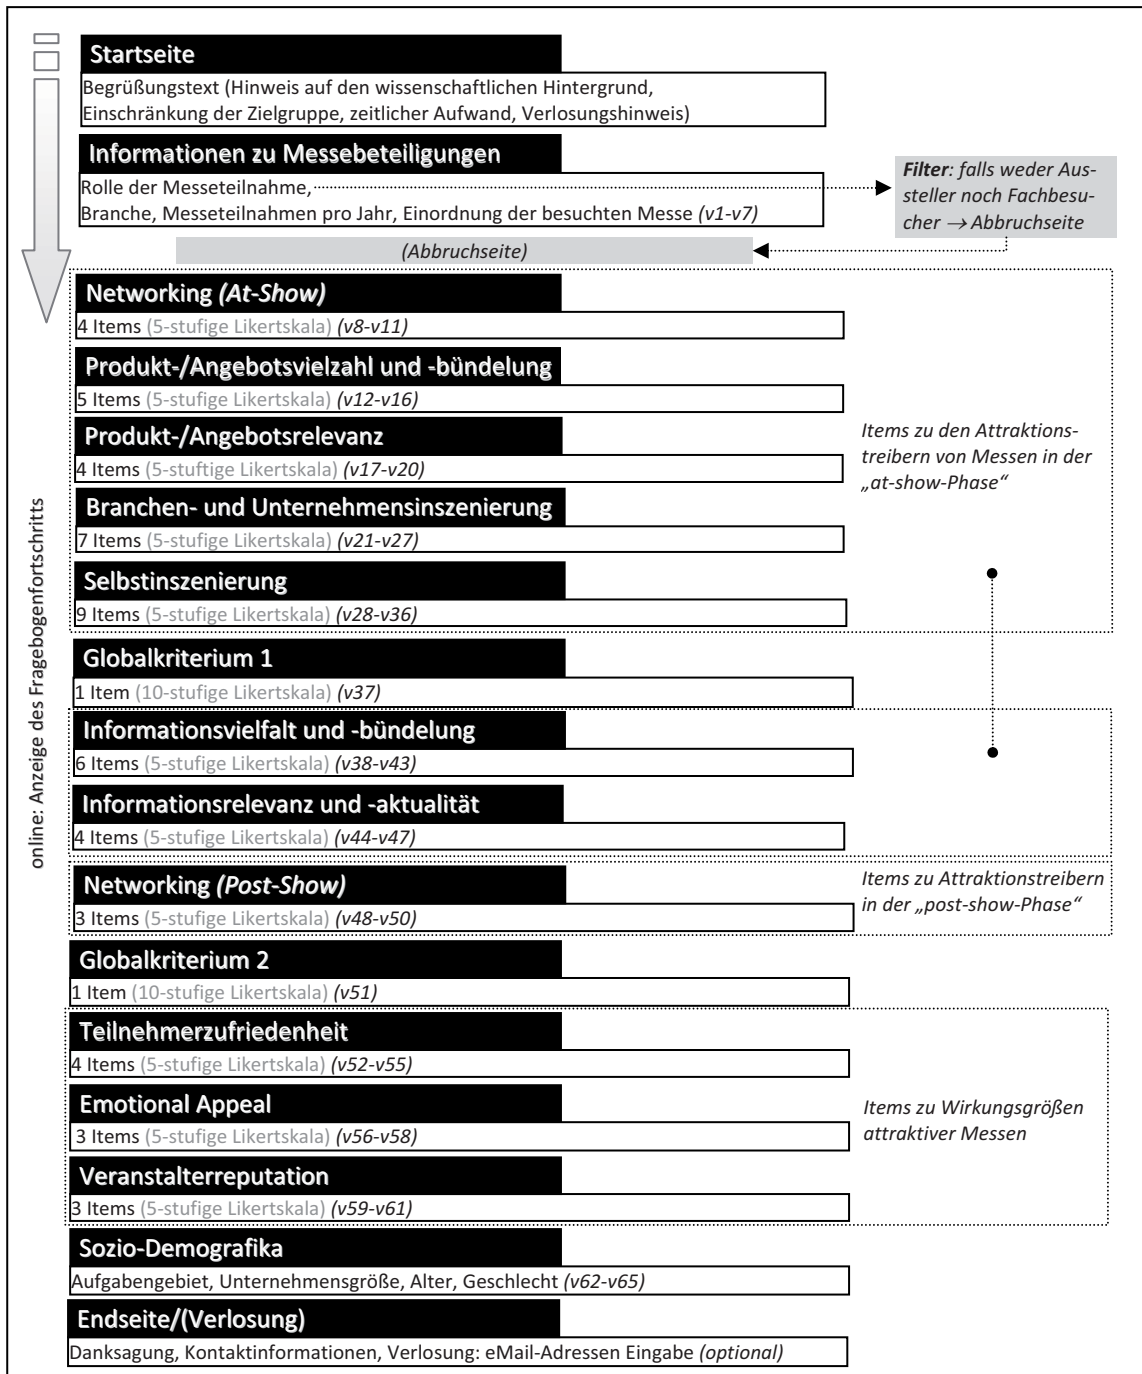 Startseite
Begrüßungstext (Hinweis auf den wissenschaftlichen Hintergrund,
Einschränkung der Zielgruppe, zeitlicher Aufwand, Verlosungshinweis)
Informationen zu Messebeteiligungen
Rolle der Messeteilnahme,
Branche, Messeteilnahmen pro Jahr, Einordnung der besuchten Messe (v1-v7)
Filter: falls weder Aus-
steller noch Fachbesu-
cher → Abbruchseite
(Abbruchseite)
Networking (At-Show)
4 Items (5-stufige Likertskala) (v8-v11)
Produkt-/Angebotsvielzahl und -bündelung
5 Items (5-stufige Likertskala) (v12-v16)
Produkt-/Angebotsrelevanz
4 Items (5-stuftige Likertskala) (v17-v20)
Items zu den Attraktions-
treibern von Messen in der
„at-show-Phase“
Branchen- und Unternehmensinszenierung
7 Items (5-stufige Likertskala) (v21-v27)
Selbstinszenierung
9 Items (5-stufige Likertskala) (v28-v36)
online: Anzeige des Fragebogenfortschritts
Globalkriterium 1
1 Item (10-stufige Likertskala) (v37)
Informationsvielfalt und -bündelung
6 Items (5-stufige Likertskala) (v38-v43)
Informationsrelevanz und -aktualität
4 Items (5-stufige Likertskala) (v44-v47)
Networking (Post-Show)
3 Items (5-stufige Likertskala) (v48-v50)
Items zu Attraktionstreibern
in der „post-show-Phase“
Globalkriterium 2
1 Item (10-stufige Likertskala) (v51)
Teilnehmerzufriedenheit
4 Items (5-stufige Likertskala) (v52-v55)
Emotional Appeal
3 Items (5-stufige Likertskala) (v56-v58)
Items zu Wirkungsgrößen
attraktiver Messen
Veranstalterreputation
3 Items (5-stufige Likertskala) (v59-v61)
Sozio-Demografika
Aufgabengebiet, Unternehmensgröße, Alter, Geschlecht (v62-v65)
Endseite/(Verlosung)
Danksagung, Kontaktinformationen, Verlosung: eMail-Adressen Eingabe (optional)